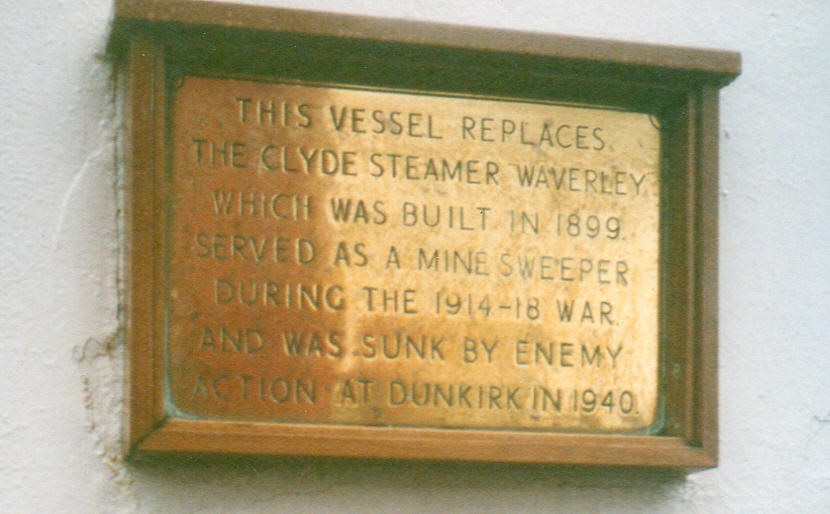 THIS VESSEL REPLACES
THE CLYDE STEAMER WAVERLEY
WHICH WAS BUILT IN 1899.
SERVED AS A MINE SWEEPER
DURING THE 1914-18 WAR.
AND WAS SUNK BY ENEMY
ACTION AT DUNKIRK IN 1940.